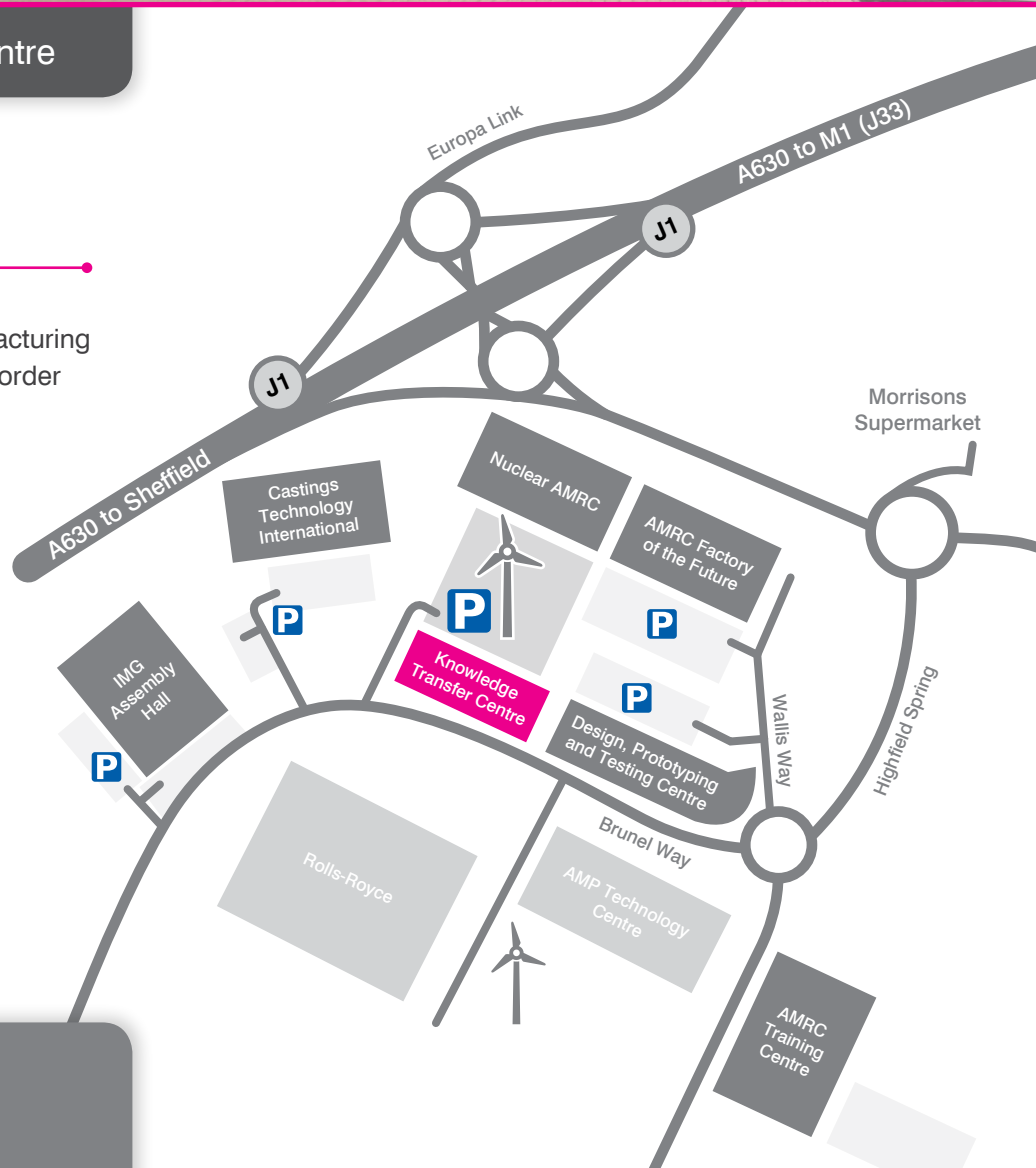 ntre
Europa Link
A630 to M1 (J33)
J1
J1
acturing
order
Morrisons
Supermarket
A630 to Sheffield
Nuclear AMRC
Castings
Technology
International
AMRC Factory
of the Future
P
P
P
Knowledge
Transfer Centre
IMG
Assembly
Hall
P
P
Wallis Way
Highfield Spring
Design, Prototyping
and Testing Centre
Brunel Way
Rolls-Royce
AMP Technology
Centre
AMRC
Training
Centre